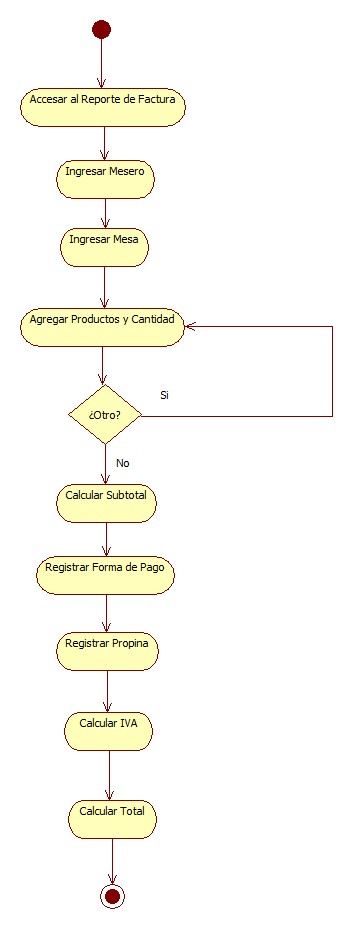 Accesar al Reporte de Factura
Ingresar Mesero
Ingresar Mesa
Agregar Productos y Cantidad
Si
¿Otro?
No
Calcular Subtotal
Registrar Forma de Pago
Registrar Propina
Calcular IVA
Calcular Total